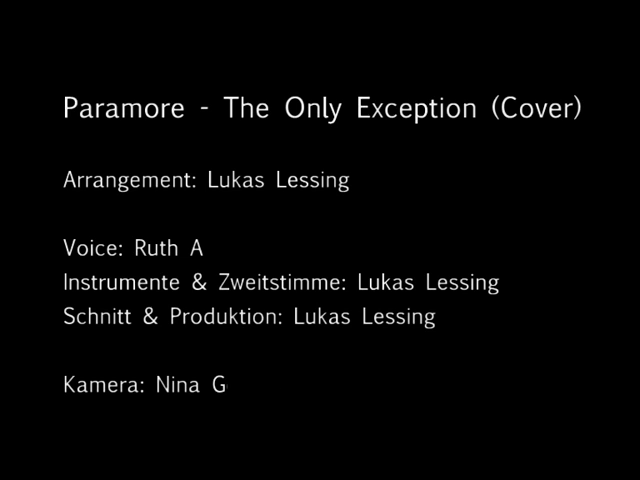 Paramore - The Only Exception (Cover)
Arrangement: Lukas Lessing
Voice: Ruth A
Instrumente & Zweitstimme: Lukas Lessing
Schnitt & Produktion: Lukas Lessing
Kamera: Nina G